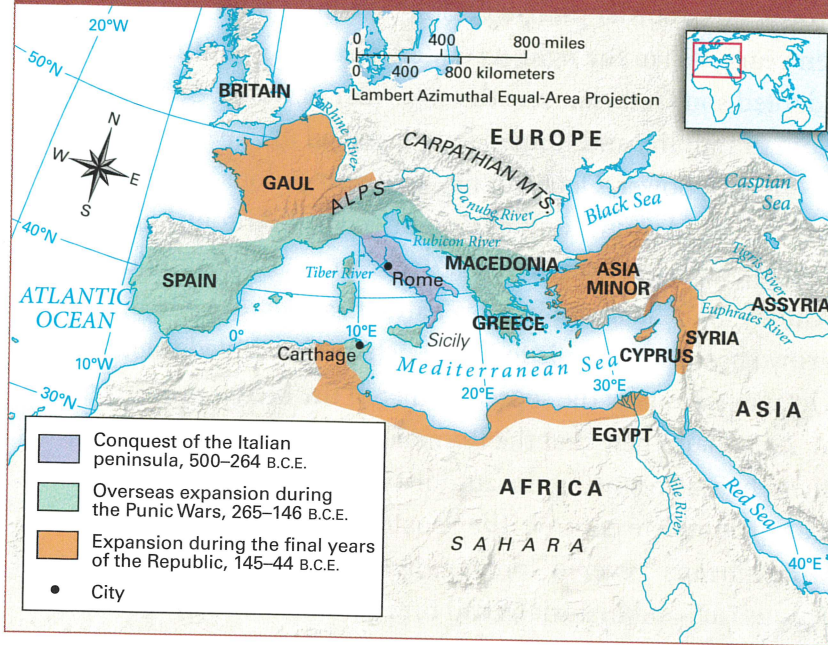 20°W
0 400 800 miles
0 400 800 kilometers
Lambert Azimuthal Equal-Area Projection
50°N
BRITAIN
N
W
E
S
Rhine River
EUROPE
CARPATHIAN MTS.
GAUL
ALPS
Danube River
Black Sea
Caspian
Sea
40°N
Rubicon River
Tigris River
SPAIN
Tiber River
Rome
MACEDONIA
ASIA
MINOR
ATLANTIC
OCEAN
ASSYRIA
Euphrates River
GREECE
0°
10°E
Sicily
SYRIA
Carthage
CYPRUS
10°W
Mediterranean Sea
20°E
30°E
30°N
ASIA
EGYPT
Conquest of the Italian
peninsula, 500–264 B.C.E.
Overseas expansion during
the Punic Wars, 265–146 B.C.E.
Expansion during the final years
of the Republic, 145–44 B.C.E.
City
AFRICA
Nile River
Red Sea
SAHARA
40°E